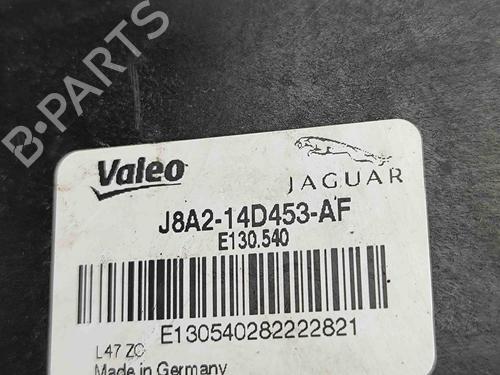 B-PARTS
Valeo
JAGUAR
J8A2-14D453-AF
E130.540
E130540282222821
L47 ZC
Made in Germany